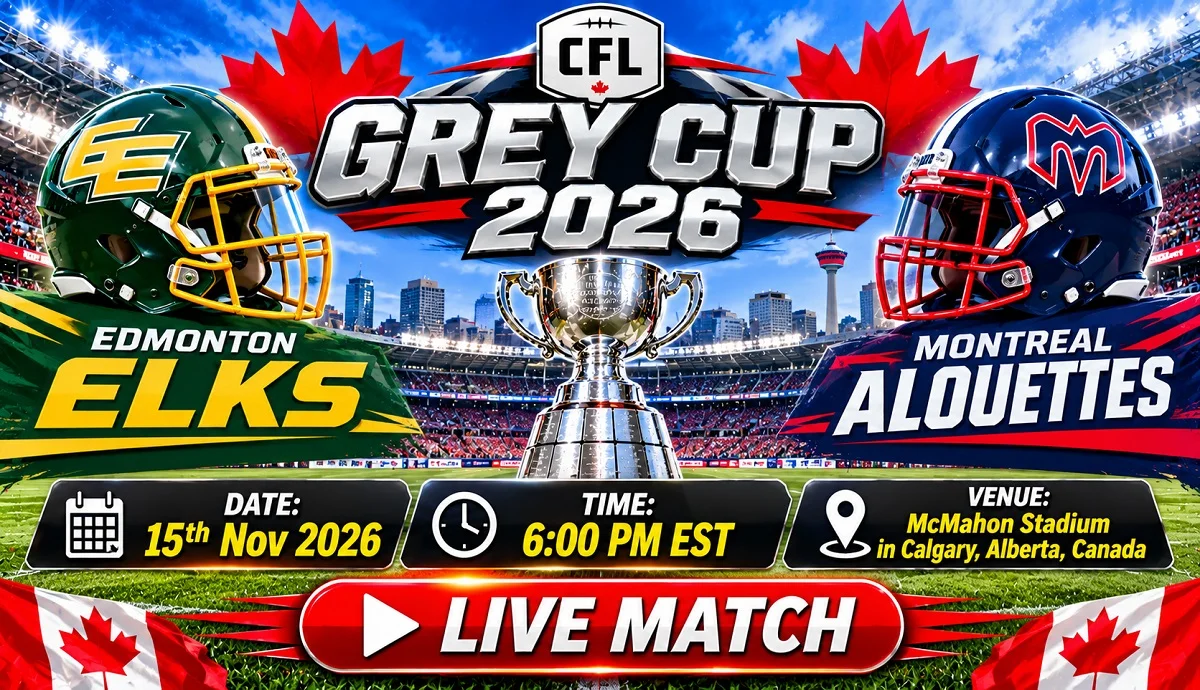 CFL
GREY CUP
2026
EDMONTON
ELKS
MONTREAL
ALOUETTES
DATE:
15th Nov 2026
TIME:
6:00 PM EST
VENUE:
McMahon Stadium
in Calgary, Alberta, Canada
LIVE MATCH